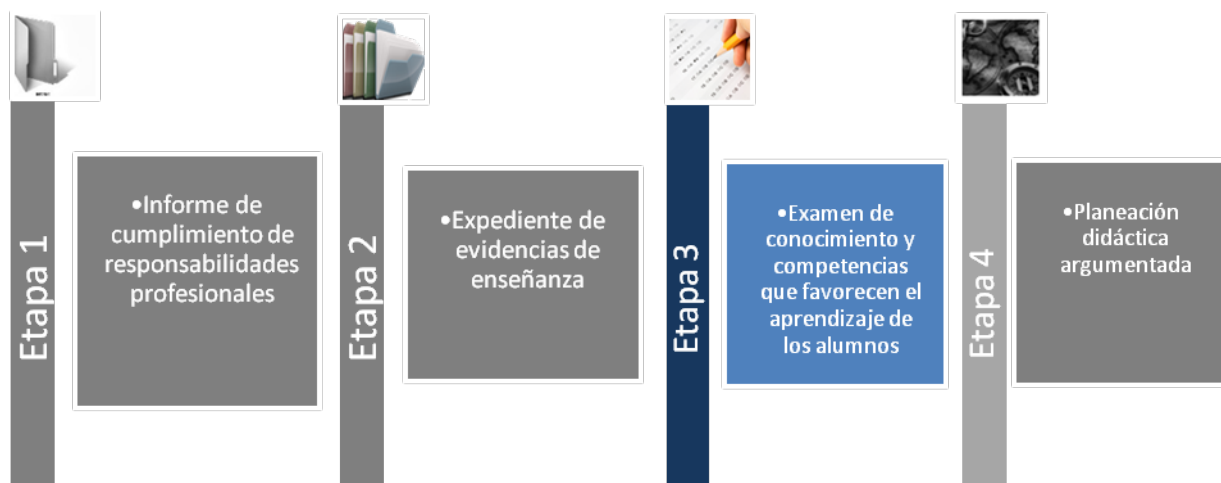 Etapa 1
•Informe de
cumplimiento de
responsabilidades
profesionales
Etapa 2
•Expediente de
evidencias de
enseñanza
Etapa 3
•Examen de
conocimiento y
competencias
que favorecen el
aprendizaje de
los alumnos
Etapa 4
•Planeación
didáctica
argumentada